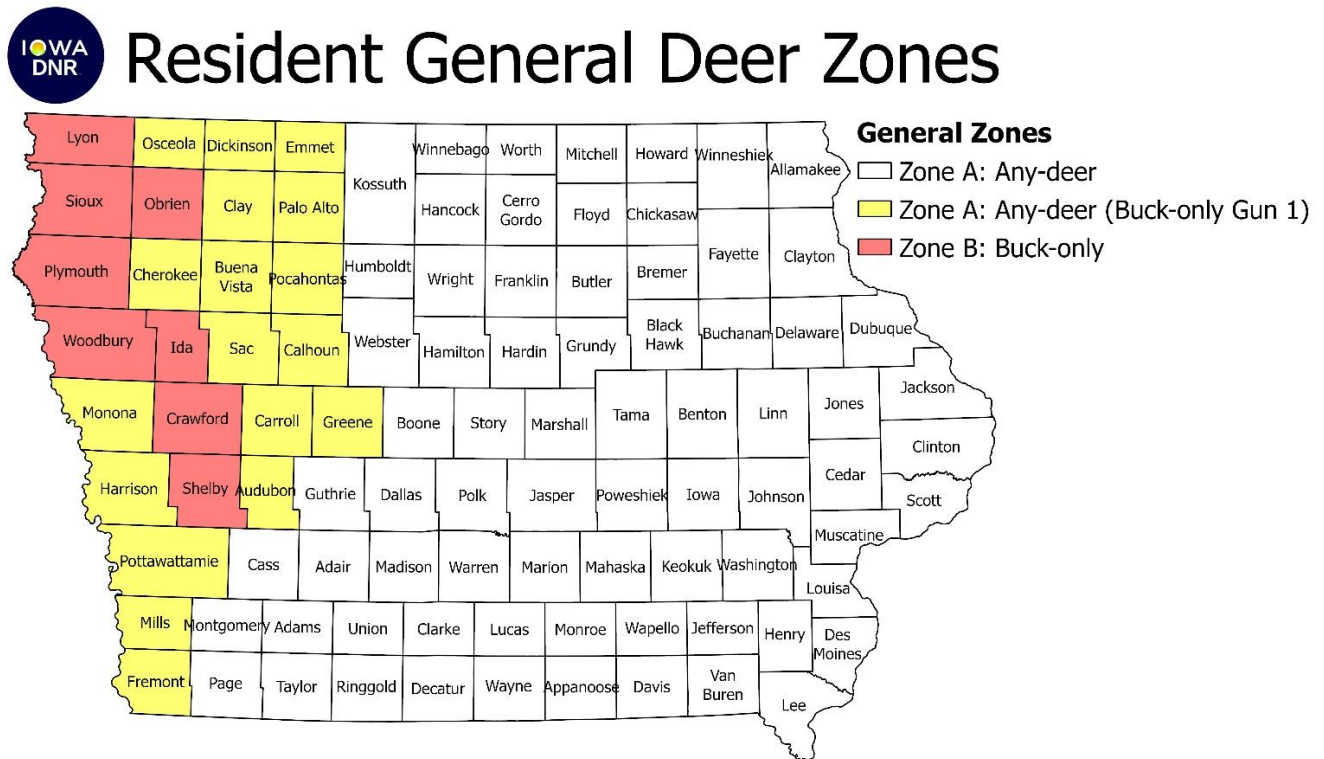 IOWA
DNR
Resident General Deer Zones
General Zones
Zone A: Any-deer
Zone A: Any-deer (Buck-only Gun 1)
Zone B: Buck-only
Lyon
Osceola
Dickinson
Emmet
Kossuth
Winnebago
Worth
Mitchell
Howard
Winneshiek
Allamakee
Sioux
Obrien
Clay
Palo Alto
Hancock
Cerro
Gordo
Floyd
Chickasaw
Fayette
Clayton
Plymouth
Cherokee
Buena
Vista
Pocahontas
Humboldt
Wright
Franklin
Butler
Bremer
Woodbury
Ida
Sac
Calhoun
Webster
Hamilton
Hardin
Grundy
Black
Hawk
Buchanan
Delaware
Dubuque
Monona
Crawford
Carroll
Greene
Boone
Story
Marshall
Tama
Benton
Linn
Jones
Jackson
Clinton
Harrison
Shelby
Audubon
Guthrie
Dallas
Polk
Jasper
Poweshiek
Iowa
Johnson
Cedar
Scott
Muscatine
Pottawattamie
Cass
Adair
Madison
Warren
Marion
Mahaska
Keokuk
Washington
Louisa
Mills
Montgomery
Adams
Union
Clarke
Lucas
Monroe
Wapello
Jefferson
Henry
Des
Moines
Fremont
Page
Taylor
Ringgold
Decatur
Wayne
Appanoose
Davis
Van
Buren
Lee